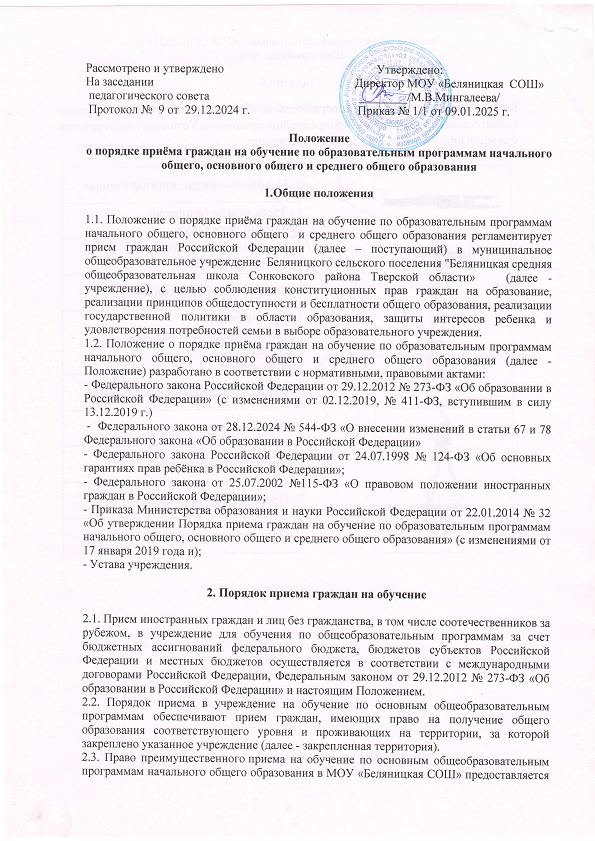 Рассмотрено и утверждено Утверждено:
На заседании Директор МОУ «Беляницкая СОШ»
педагогического совета /М.В.Мингалеева/
Протокол № 9 от 29.12.2024 г. Приказ № 1/1 от 09.01.2025 г.
Положение
о порядке приёма граждан на обучение по образовательным программам начального
общего, основного общего и среднего общего образования
1.Общие положения
1.1. Положение о порядке приёма граждан на обучение по образовательным программам
начального общего, основного общего и среднего общего образования регламентирует
прием граждан Российской Федерации (далее – поступающий) в муниципальное
общеобразовательное учреждение Беляницкого сельского поселения "Беляницкая средняя
общеобразовательная школа Сонковского района Тверской области» (далее -
учреждение), с целью соблюдения конституционных прав граждан на образование,
реализации принципов общедоступности и бесплатности общего образования, реализации
государственной политики в области образования, защиты интересов ребенка и
удовлетворения потребностей семьи в выборе образовательного учреждения.
1.2. Положение о порядке приёма граждан на обучение по образовательным программам
начального общего, основного общего и среднего общего образования (далее -
Положение) разработано в соответствии с нормативными, правовыми актами:
- Федерального закона Российской Федерации от 29.12.2012 № 273-ФЗ «Об образовании в
Российской Федерации» (с изменениями от 02.12.2019, № 411-ФЗ, вступившим в силу
13.12.2019 г.)
- Федерального закона от 28.12.2024 № 544-ФЗ «О внесении изменений в статьи 67 и 78
Федерального закона «Об образовании в Российской Федерации»
- Федерального закона Российской Федерации от 24.07.1998 № 124-ФЗ «Об основных
гарантиях прав ребёнка в Российской Федерации»;
- Федерального закона от 25.07.2002 №115-ФЗ «О правовом положении иностранных
граждан в Российской Федерации»;
- Приказа Министерства образования и науки Российской Федерации от 22.01.2014 № 32
«Об утверждении Порядка приема граждан на обучение по образовательным программам
начального общего, основного общего и среднего общего образования» (с изменениями от
17 января 2019 года и);
- Устава учреждения.
2. Порядок приема граждан на обучение
2.1. Прием иностранных граждан и лиц без гражданства, в том числе соотечественников за
рубежом, в учреждение для обучения по общеобразовательным программам за счет
бюджетных ассигнований федерального бюджета, бюджетов субъектов Российской
Федерации и местных бюджетов осуществляется в соответствии с международными
договорами Российской Федерации, Федеральным законом от 29.12.2012 № 273-ФЗ «Об
образовании в Российской Федерации» и настоящим Положением.
2.2. Порядок приема в учреждение на обучение по основным общеобразовательным
программам обеспечивают прием граждан, имеющих право на получение общего
образования соответствующего уровня и проживающих на территории, за которой
закреплено указанное учреждение (далее - закрепленная территория).
2.3. Право преимущественного приема на обучение по основным общеобразовательным
программам начального общего образования в МОУ «Беляницкая СОШ» предоставляется